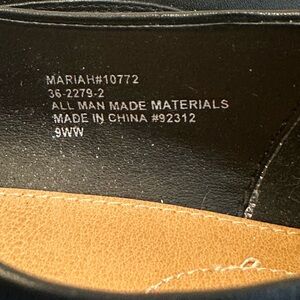 MARIAH#10772
36-2279-2
ALL MAN MADE MATERIALS
MADE IN CHINA #92312
9WW